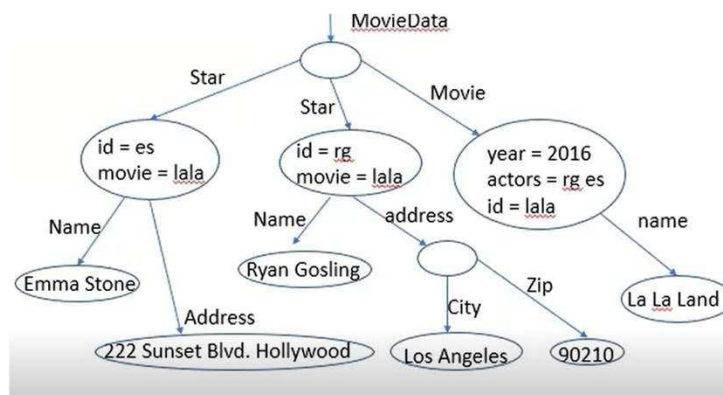 MovieData
Star
Star
Movie
id = es
movie = lala
id = rg
movie = lala
year = 2016
actors = rg es
id = lala
Name
Name
address
name
Emma Stone
Ryan Gosling
La La Land
Address
City
Zip
222 Sunset Blvd. Hollywood
Los Angeles
90210